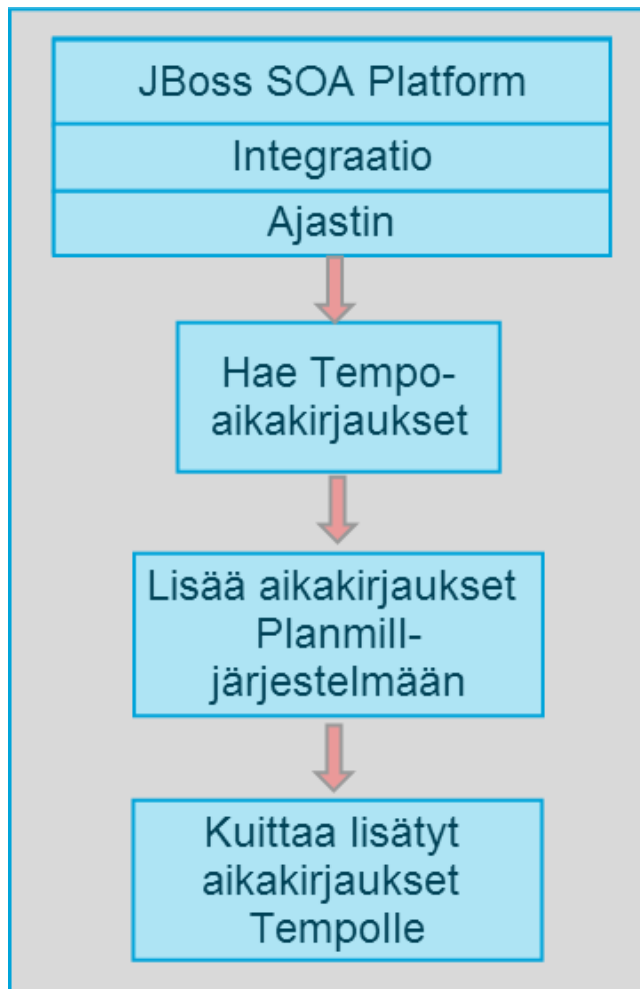 JBoss SOA Platform
Integraatio
Ajastin
Hae Tempo-
aikakirjaukset
Lisää aikakirjaukset
Planmill-
järjestelmään
Kuittaa lisätyt
aikakirjaukset
Tempolle